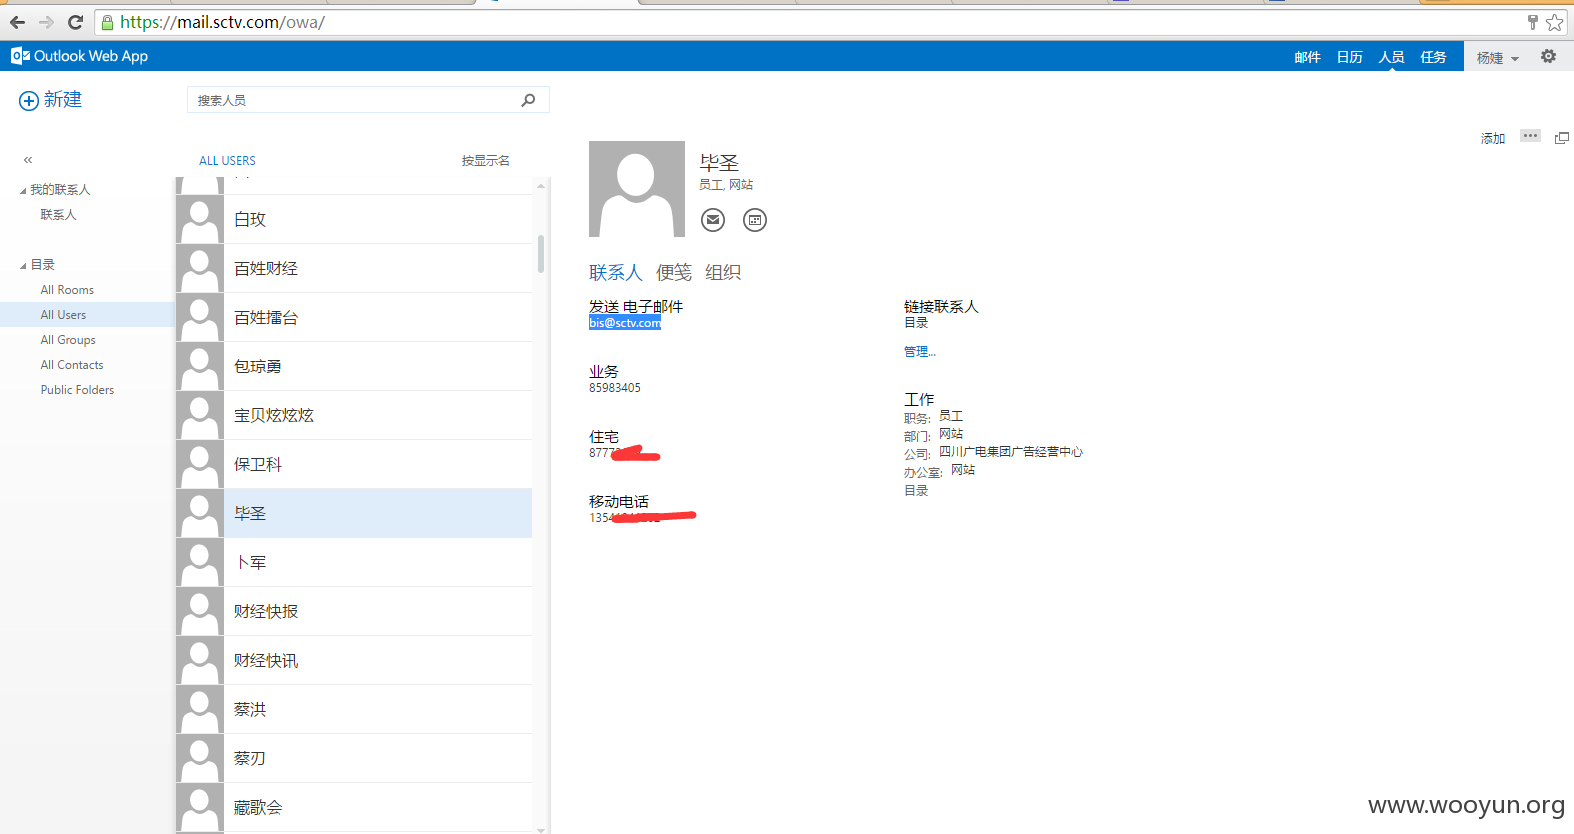 https://mail.sctv.com/owa/
Outlook Web App
邮件 日历 人员 任务 杨婕
新建
搜索人员
添加
«
ALL USERS 按显示名
我的联系人
联系人
目录
All Rooms
All Users
All Groups
All Contacts
Public Folders
白玫
百姓财经
百姓擂台
包琼勇
宝贝炫炫炫
保卫科
毕圣
卜军
财经快报
财经快讯
蔡洪
蔡刃
藏歌会
毕圣
员工, 网站
联系人 便笺 组织
发送 电子邮件
bis@sctv.com
业务
85983405
住宅
877
移动电话
1354
链接联系人
目录
管理...
工作
职务: 员工
部门: 网站
公司: 四川广电集团广告经营中心
办公室: 网站
目录
www.wooyun.org